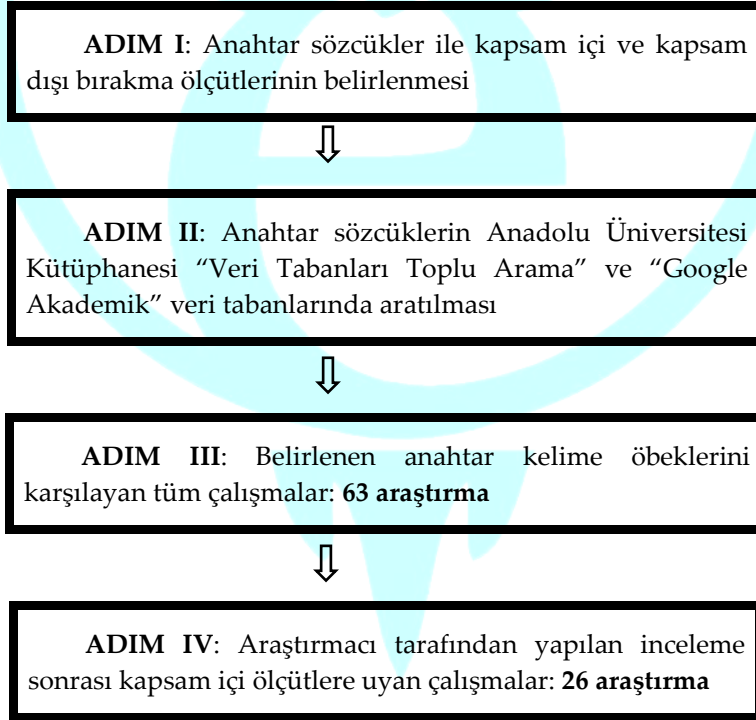 ADIM I: Anahtar sözcükler ile kapsam içi ve kapsam
dışı bırakma ölçütlerinin belirlenmesi
ADIM II: Anahtar sözcüklerin Anadolu Üniversitesi
Kütüphanesi “Veri Tabanları Toplu Arama” ve “Google
Akademik” veri tabanlarında aratılması
ADIM III: Belirlenen anahtar kelime öbeklerini
karşılayan tüm çalışmalar: 63 araştırma
ADIM IV: Araştırmacı tarafından yapılan inceleme
sonrası kapsam içi ölçütlere uyan çalışmalar: 26 araştırma